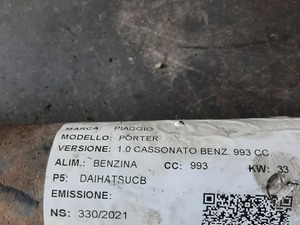 MARCA: PIAGGIO
MODELLO: PORTER
VERSIONE: 1.0 CASSONATO BENZ. 993 CC
ALIM.: BENZINA CC: 993 KW: 33
P5: DAIHATSUCB
EMISSIONE:
NS: 330/2021